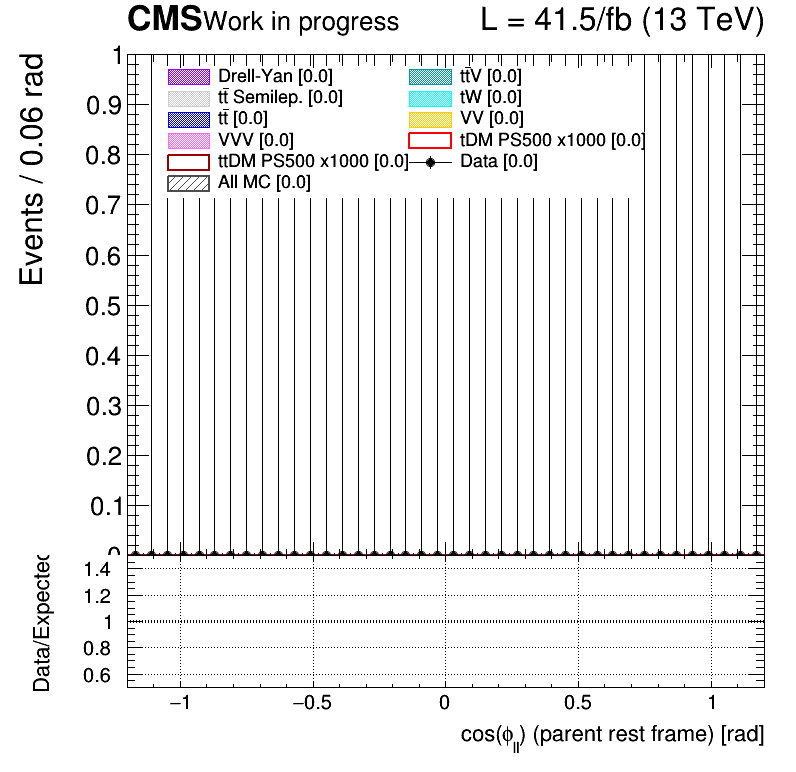 CMS Work in progress L = 41.5/fb (13 TeV)
Events / 0.06 rad
1
0.9
0.8
0.7
0.6
0.5
0.4
0.3
0.2
0.1
0
Drell-Yan [0.0]
tt̄ Semilep. [0.0]
tt̄ [0.0]
VVV [0.0]
ttDM PS500 x1000 [0.0]
All MC [0.0]
tt̄V [0.0]
tW [0.0]
VV [0.0]
tDM PS500 x1000 [0.0]
Data [0.0]
Data/Expected
1.4
1.2
1
0.8
0.6
−1 −0.5 0 0.5 1
cos(ϕ_ll) (parent rest frame) [rad]